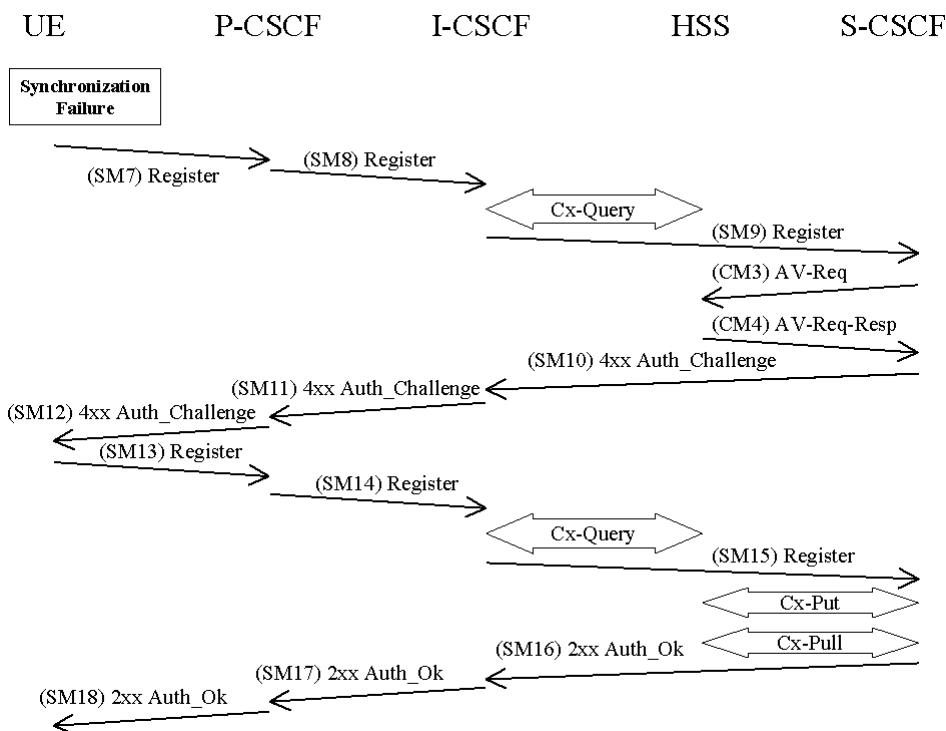 UE P-CSCF I-CSCF HSS S-CSCF
Synchronization
Failure
(SM7) Register
(SM8) Register
Cx-Query
(SM9) Register
(CM3) AV-Req
(CM4) AV-Req-Resp
(SM10) 4xx Auth_Challenge
(SM11) 4xx Auth_Challenge
(SM12) 4xx Auth_Challenge
(SM13) Register
(SM14) Register
Cx-Query
(SM15) Register
Cx-Put
Cx-Pull
(SM16) 2xx Auth_Ok
(SM17) 2xx Auth_Ok
(SM18) 2xx Auth_Ok